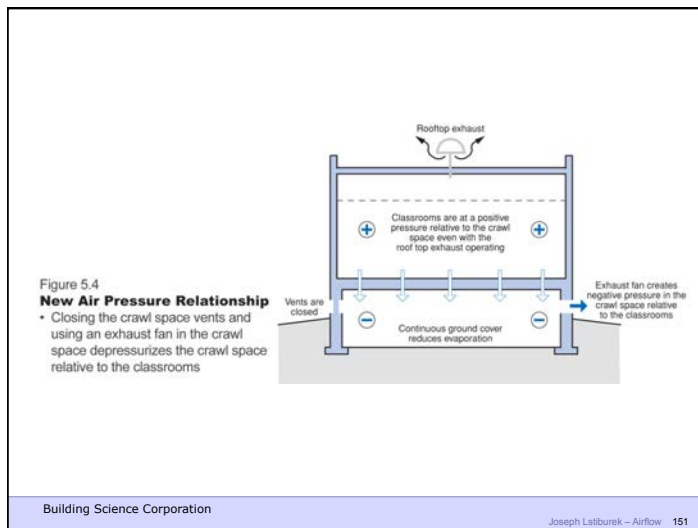 Figure 5.4
New Air Pressure Relationship
• Closing the crawl space vents and
using an exhaust fan in the crawl
space depressurizes the crawl space
relative to the classrooms
Rooftop exhaust
+
Classrooms are at a positive
pressure relative to the crawl
space even with the
roof top exhaust operating
+
Vents are
closed
−
Continuous ground cover
reduces evaporation
−
Exhaust fan creates
negative pressure in the
crawl space relative
to the classrooms
Building Science Corporation
Joseph Lstiburek – Airflow 151